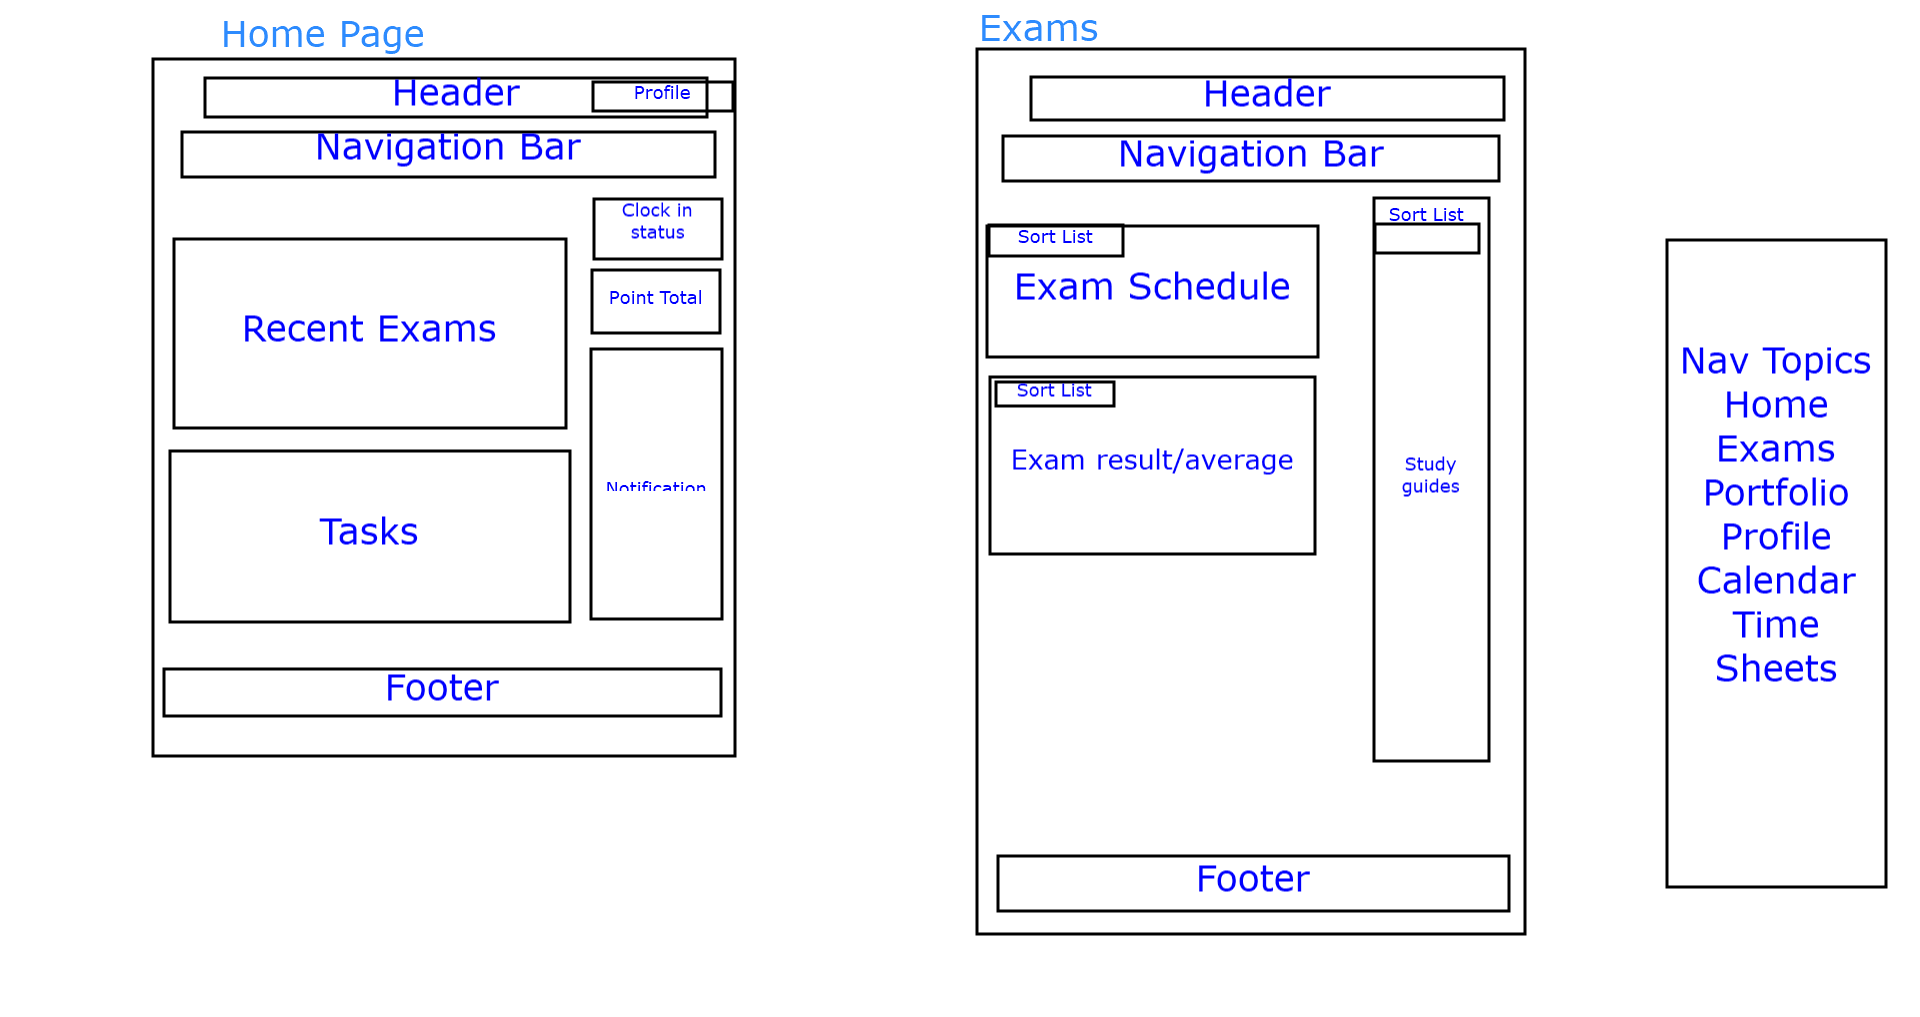 Home Page
Header
Profile
Navigation Bar
Clock in
status
Point Total
Recent Exams
Notification
Tasks
Footer
Exams
Header
Navigation Bar
Sort List
Exam Schedule
Sort List
Exam result/average
Sort List
Study
guides
Footer
Nav Topics
Home
Exams
Portfolio
Profile
Calendar
Time
Sheets